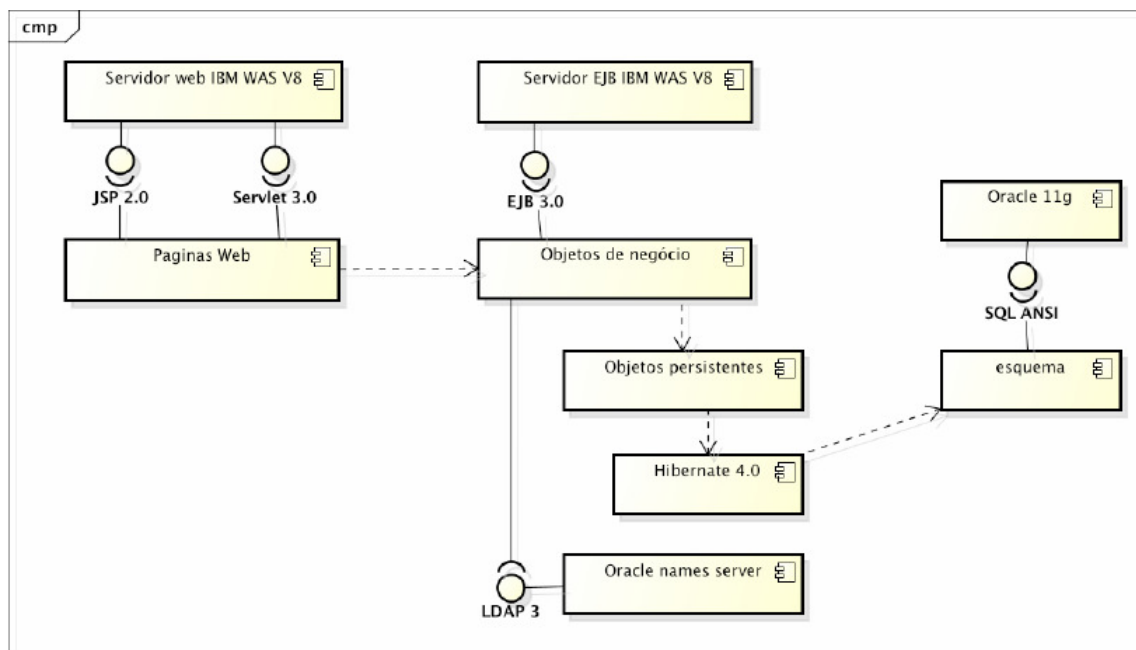 cmp
Servidor web IBM WAS V8
Servidor EJB IBM WAS V8
JSP 2.0
Servlet 3.0
EJB 3.0
Oracle 11g
Paginas Web
Objetos de negócio
SQL ANSI
Objetos persistentes
esquema
Hibernate 4.0
Oracle names server
LDAP 3